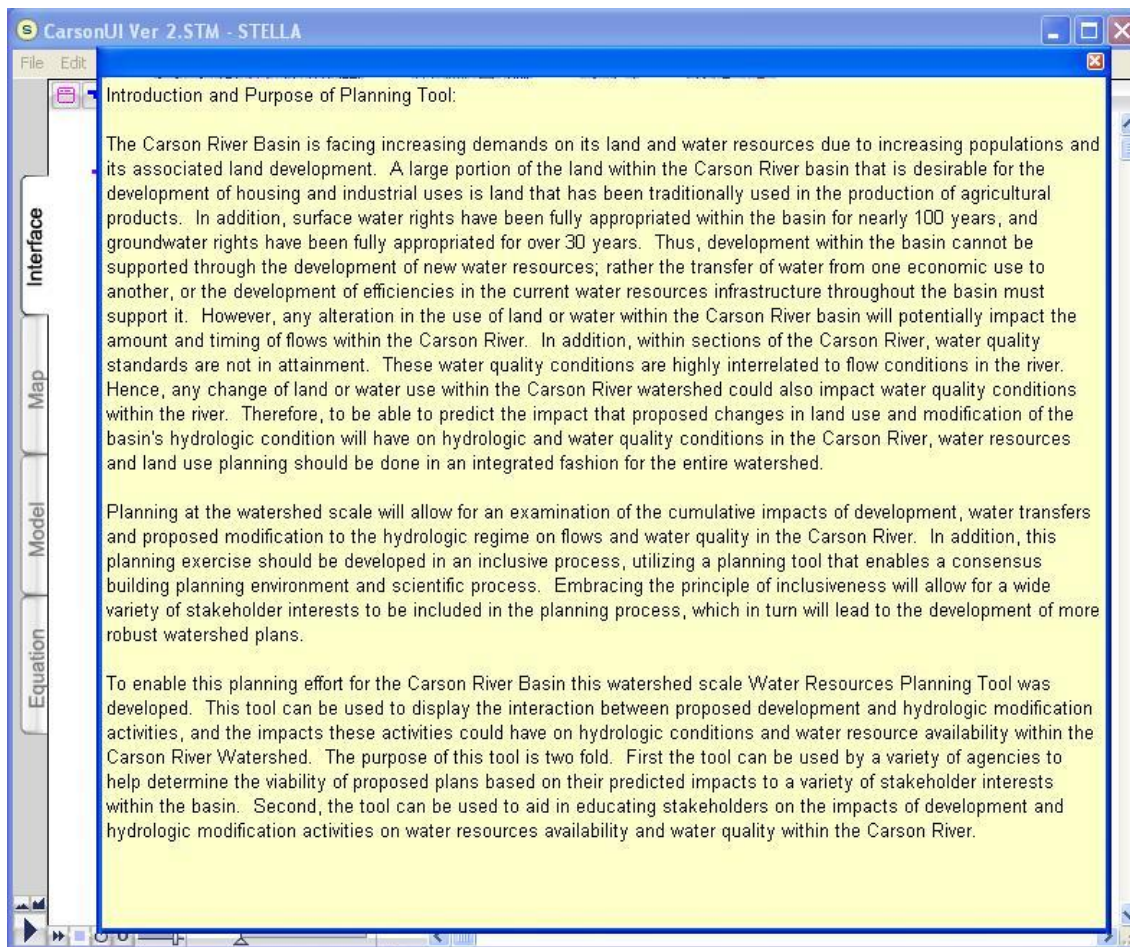 CarsonUI Ver 2.STM - STELLA
File Edit
Interface
Map
Model
Equation
Introduction and Purpose of Planning Tool:
The Carson River Basin is facing increasing demands on its land and water resources due to increasing populations and
its associated land development.  A large portion of the land within the Carson River basin that is desirable for the
development of housing and industrial uses is land that has been traditionally used in the production of agricultural
products.  In addition, surface water rights have been fully appropriated within the basin for nearly 100 years, and
groundwater rights have been fully appropriated for over 30 years.  Thus, development within the basin cannot be
supported through the development of new water resources; rather the transfer of water from one economic use to
another, or the development of efficiencies in the current water resources infrastructure throughout the basin must
support it.  However, any alteration in the use of land or water within the Carson River basin will potentially impact the
amount and timing of flows within the Carson River.  In addition, within sections of the Carson River, water quality
standards are not in attainment.  These water quality conditions are highly interrelated to flow conditions in the river.
Hence, any change of land or water use within the Carson River watershed could also impact water quality conditions
within the river.  Therefore, to be able to predict the impact that proposed changes in land use and modification of the
basin's hydrologic condition will have on hydrologic and water quality conditions in the Carson River, water resources
and land use planning should be done in an integrated fashion for the entire watershed.
Planning at the watershed scale will allow for an examination of the cumulative impacts of development, water transfers
and proposed modification to the hydrologic regime on flows and water quality in the Carson River.  In addition, this
planning exercise should be developed in an inclusive process, utilizing a planning tool that enables a consensus
building planning environment and scientific process.  Embracing the principle of inclusiveness will allow for a wide
variety of stakeholder interests to be included in the planning process, which in turn will lead to the development of more
robust watershed plans.
To enable this planning effort for the Carson River Basin this watershed scale Water Resources Planning Tool was
developed.  This tool can be used to display the interaction between proposed development and hydrologic modification
activities, and the impacts these activities could have on hydrologic conditions and water resource availability within the
Carson River Watershed.  The purpose of this tool is two fold.  First the tool can be used by a variety of agencies to
help determine the viability of proposed plans based on their predicted impacts to a variety of stakeholder interests
within the basin.  Second, the tool can be used to aid in educating stakeholders on the impacts of development and
hydrologic modification activities on water resources availability and water quality within the Carson River.